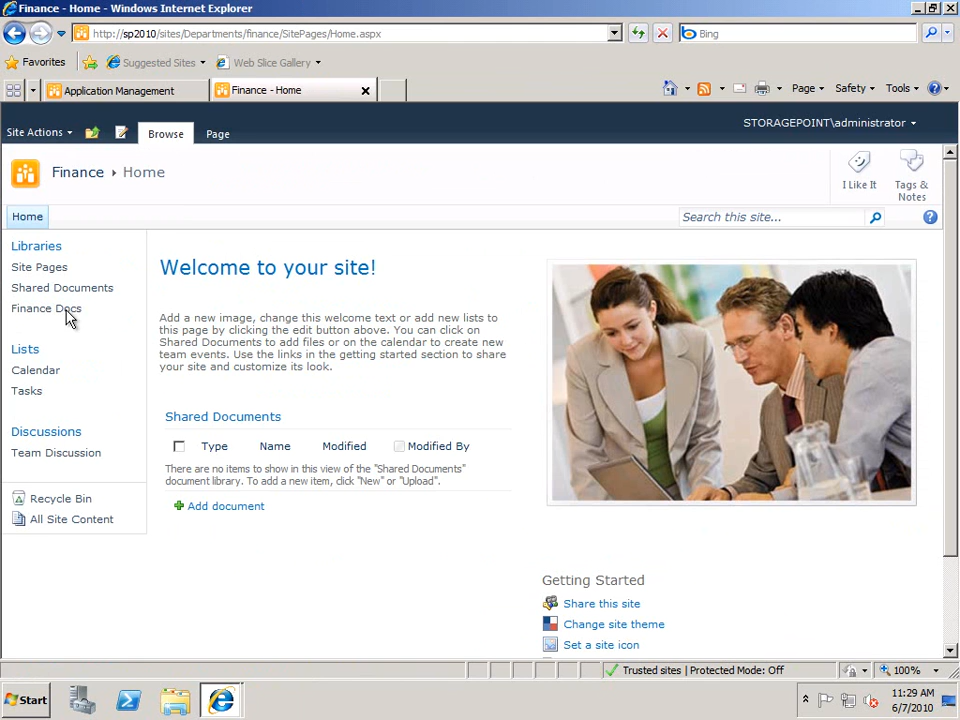 Finance - Home - Windows Internet Explorer
http://sp2010/sites/Departments/finance/SitePages/Home.aspx
Bing
Favorites
Suggested Sites
Web Slice Gallery
Application Management
Finance - Home
Page
Safety
Tools
Site Actions
Browse
Page
STORAGEPOINT\administrator
Finance
Home
I Like It
Tags &
Notes
Home
Search this site...
Libraries
Site Pages
Shared Documents
Finance Docs
Lists
Calendar
Tasks
Discussions
Team Discussion
Recycle Bin
All Site Content
Welcome to your site!
Add a new image, change this welcome text or add new lists to
this page by clicking the edit button above. You can click on
Shared Documents to add files or on the calendar to create new
team events. Use the links in the getting started section to share
your site and customize its look.
Shared Documents
Type Name Modified Modified By
There are no items to show in this view of the "Shared Documents"
document library. To add a new item, click "New" or "Upload".
Add document
Getting Started
Share this site
Change site theme
Set a site icon
Trusted sites | Protected Mode: Off
100%
Start
11:29 AM
6/7/2010